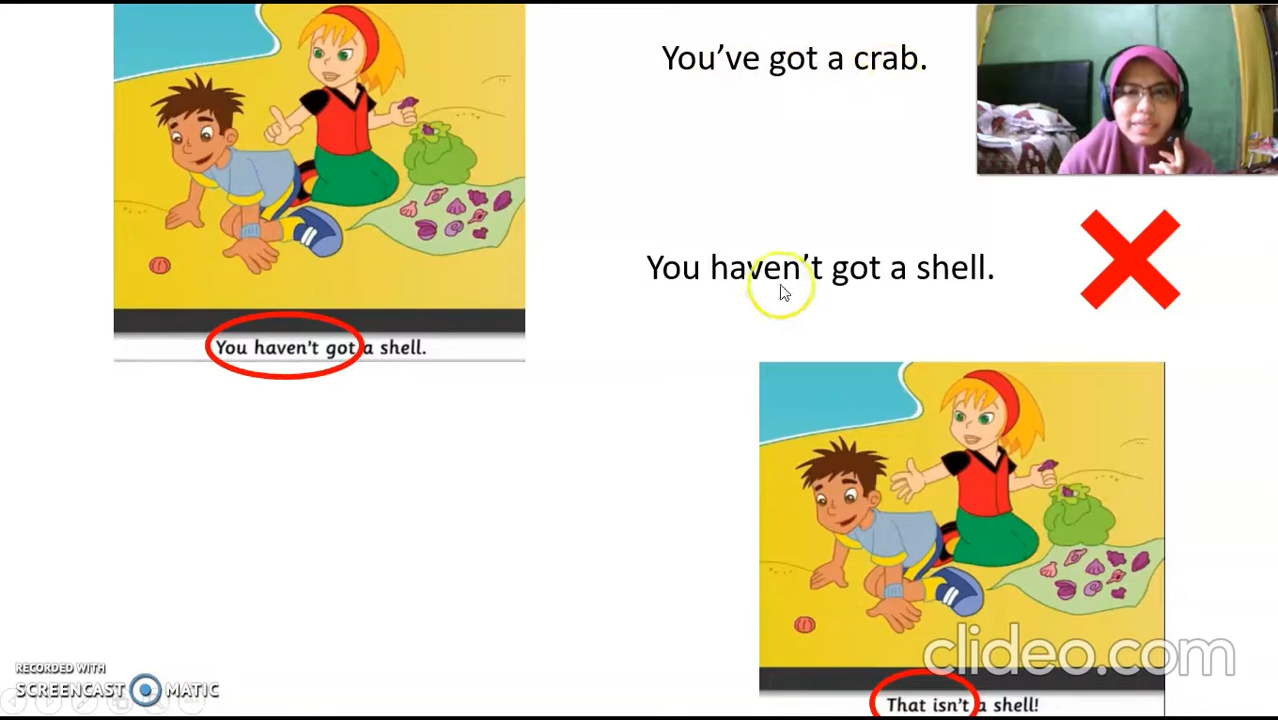 You've got a crab.
You haven't got a shell.
You haven't got a shell.
That isn't a shell!
clideo.com
RECORDED WITH
SCREENCAST MATIC